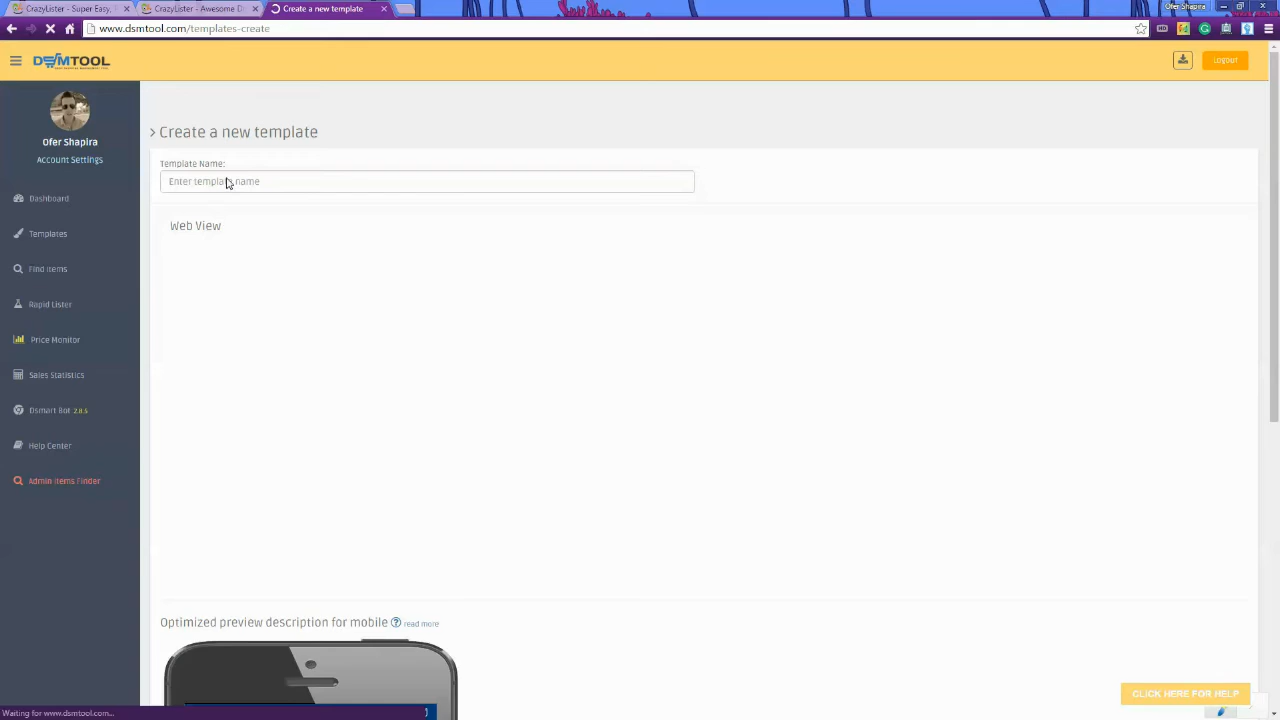 CrazyLister - Super Easy,
CrazyLister - Awesome D
Create a new template
Ofer Shapira
www.dsmtool.com/templates-create
DSMTOOL
Logout
Ofer Shapira
Account Settings
Dashboard
Templates
Find Items
Rapid Lister
Price Monitor
Sales Statistics
Dsmart Bot 2.8.5
Help Center
Admin Items Finder
> Create a new template
Template Name:
Enter template name
Web View
Optimized preview description for mobile ? read more
CLICK HERE FOR HELP
Waiting for www.dsmtool.com...